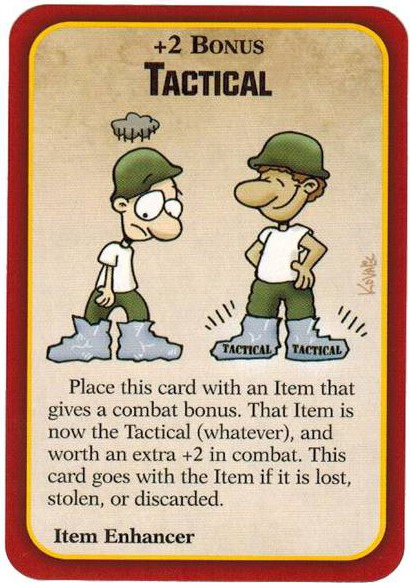 +2 BONUS
TACTICAL
KOVALIC
TACTICAL TACTICAL
Place this card with an Item that
gives a combat bonus. That Item is
now the Tactical (whatever), and
worth an extra +2 in combat. This
card goes with the Item if it is lost,
stolen, or discarded.
Item Enhancer